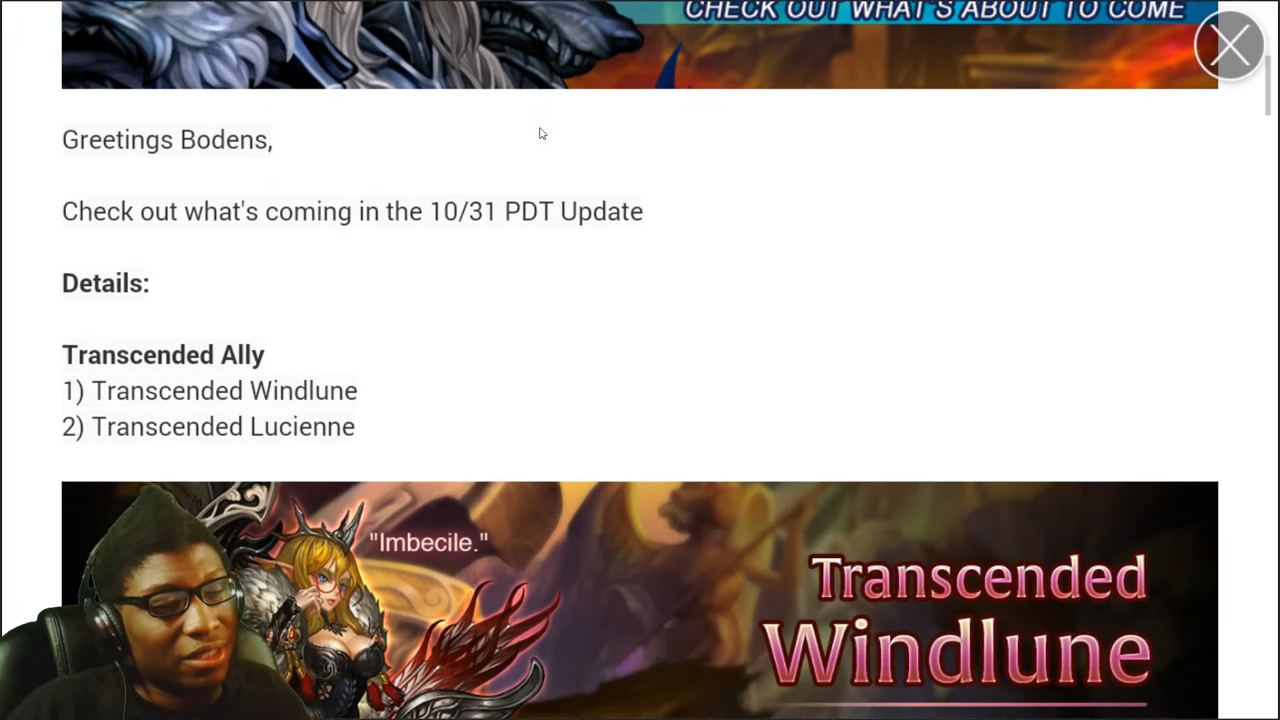 CHECK OUT WHAT'S ABOUT TO COME
Greetings Bodens,
Check out what's coming in the 10/31 PDT Update
Details:
Transcended Ally
1) Transcended Windlune
2) Transcended Lucienne
"Imbecile."
Transcended
Windlune